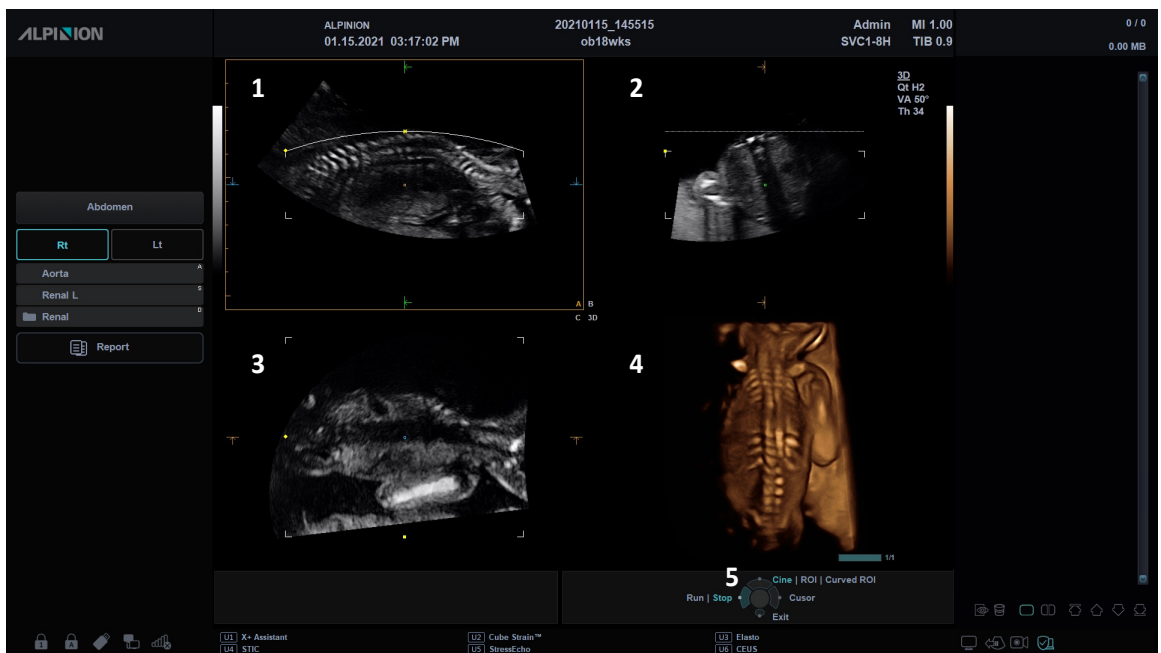 ALPINION
ALPINION
01.15.2021 03:17:02 PM
20210115_145515
ob18wks
Admin MI 1.00
SVC1-8H TIB 0.9
0 / 0
0.00 MB
1
2
3D
Qt H2
VA 50°
Th 34
Abdomen
Rt Lt
Aorta A
Renal L S
Renal D
Report
A B
C 3D
3
4
1/1
5
Cine | ROI | Curved ROI
Run | Stop
Cusor
Exit
U1 X+ Assistant
U2 Cube Strain™
U3 Elasto
U4 STIC
U5 StressEcho
U6 CEUS